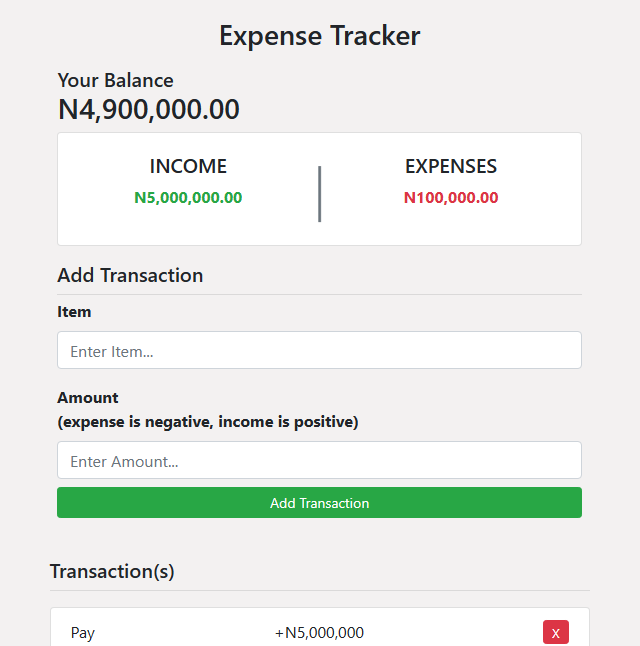 Expense Tracker
Your Balance
N4,900,000.00
INCOME
EXPENSES
N5,000,000.00
N100,000.00
Add Transaction
Item
Enter Item...
Amount
(expense is negative, income is positive)
Enter Amount...
Add Transaction
Transaction(s)
Pay +N5,000,000 X